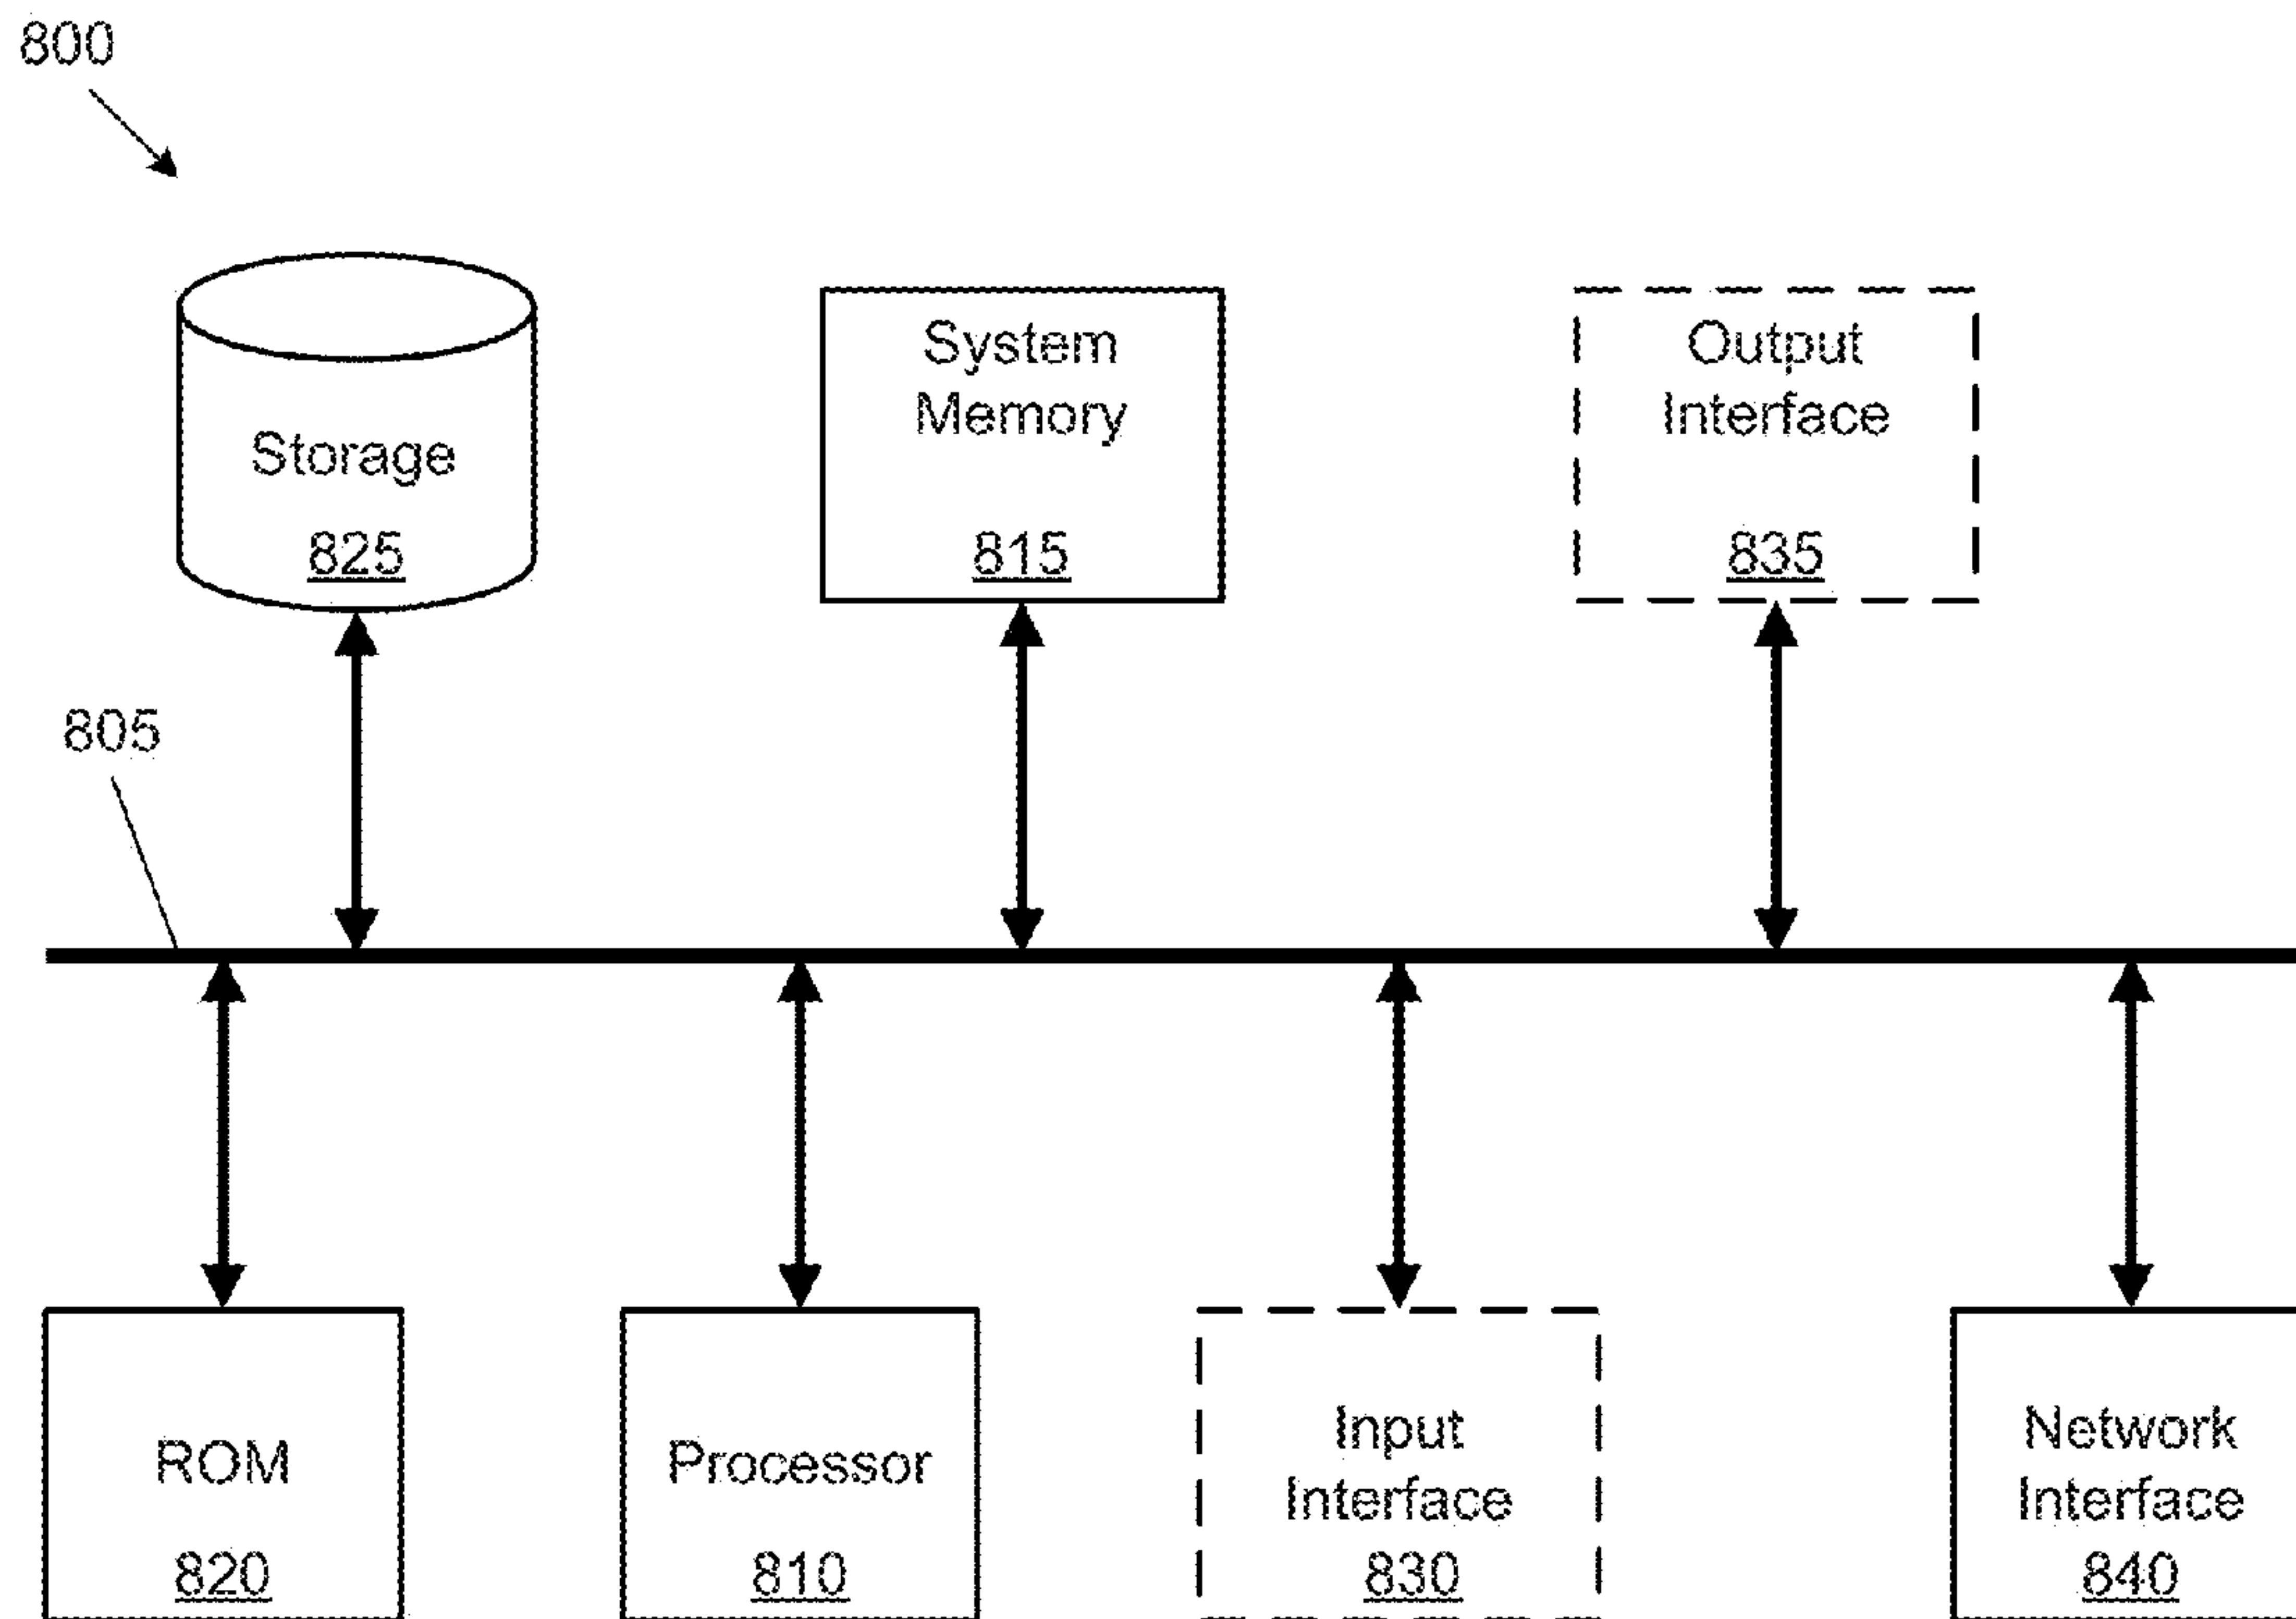 800
Storage
825
System
Memory
815
Output
Interface
835
805
ROM
820
Processor
810
Input
Interface
830
Network
Interface
840